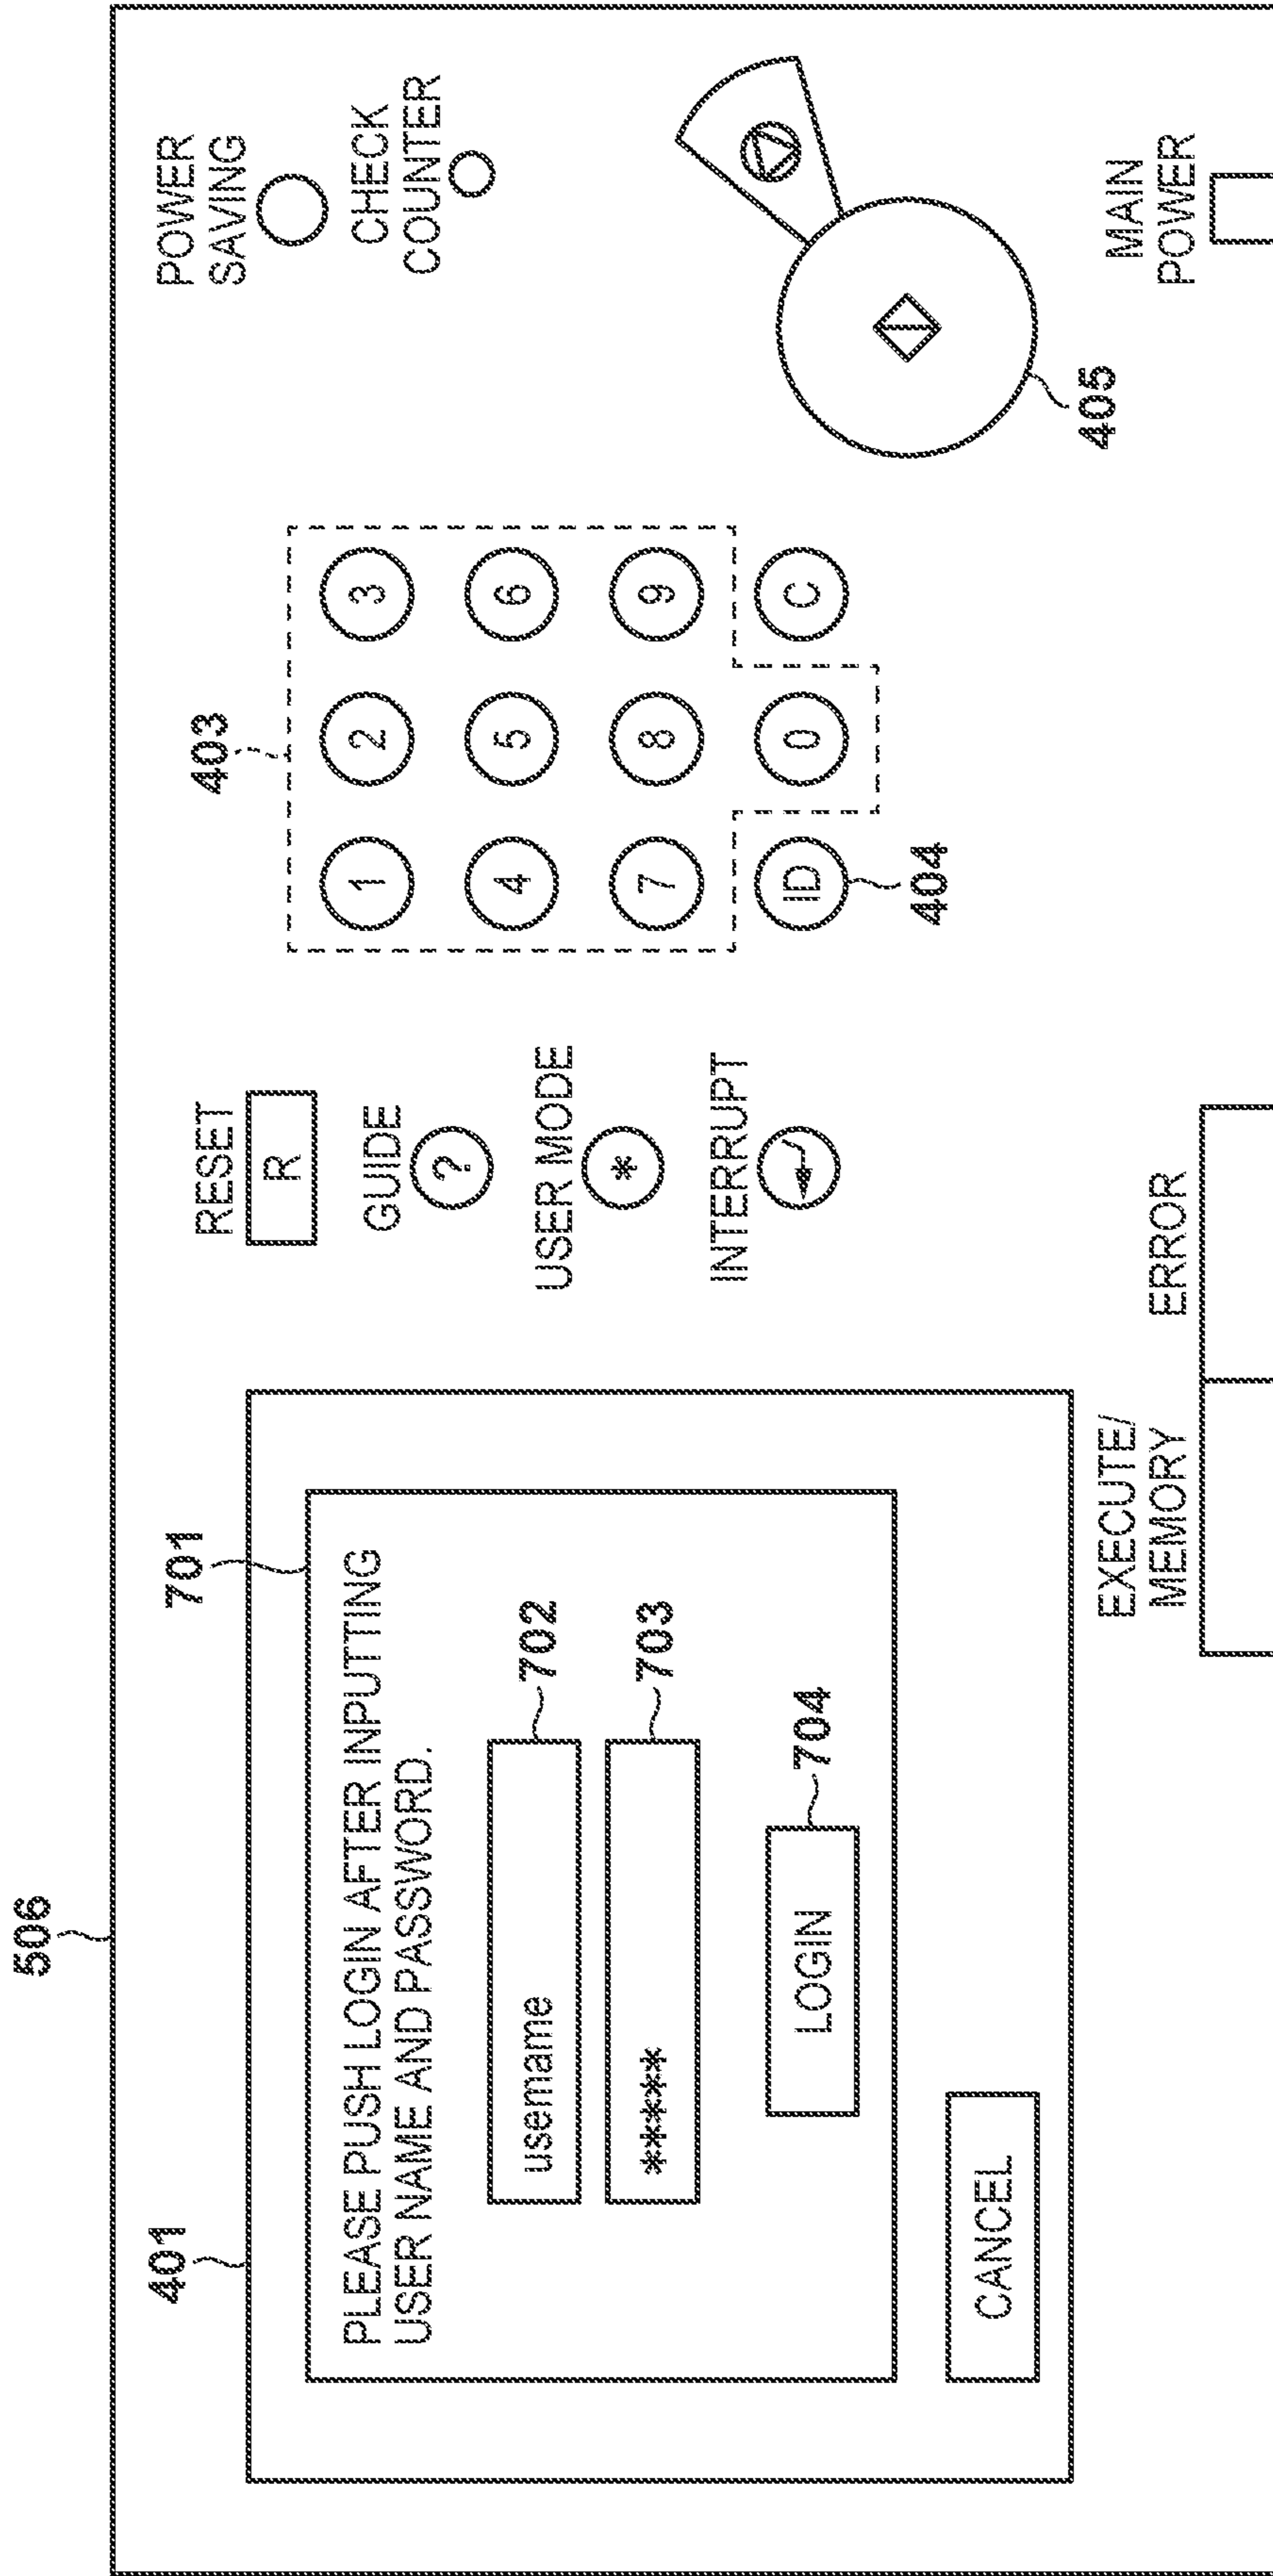 506
401
701
PLEASE PUSH LOGIN AFTER INPUTTING
USER NAME AND PASSWORD.
username
702
*****
703
LOGIN
704
CANCEL
EXECUTE/
MEMORY
ERROR
RESET
R
GUIDE
?
USER MODE
*
INTERRUPT
403
1 2 3
4 5 6
7 8 9
ID 0 C
404
POWER
SAVING
CHECK
COUNTER
405
MAIN
POWER